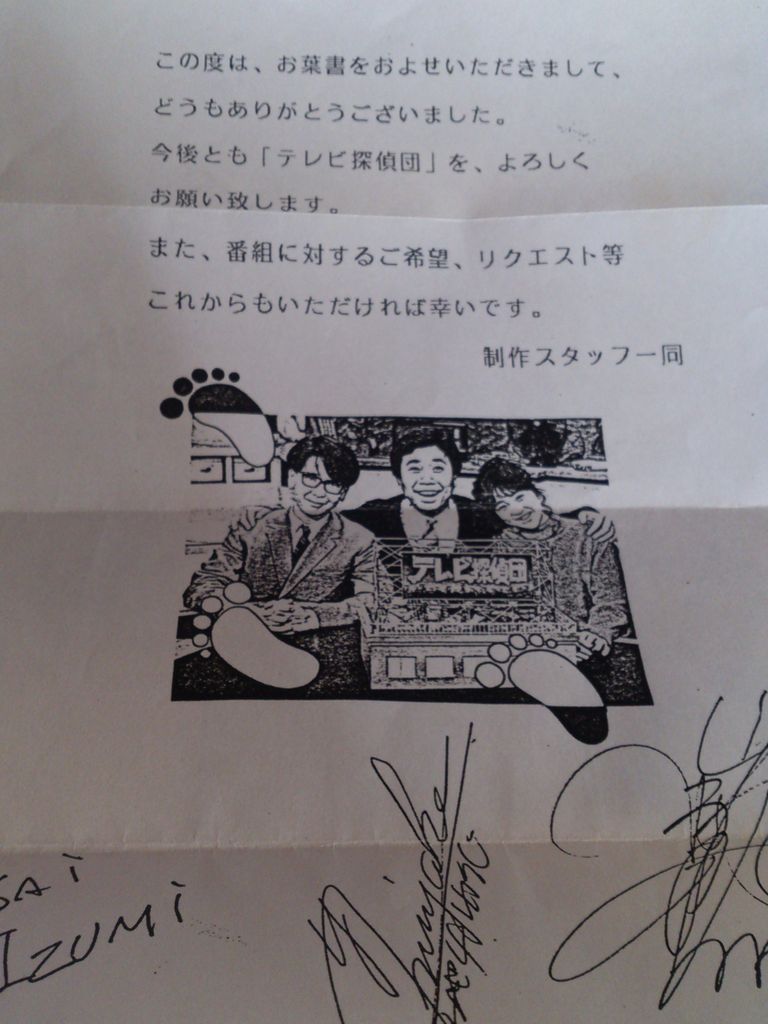 この度は、お葉書をおよせいただきまして、
どうもありがとうございました。
今後とも「テレビ探偵団」を、よろしく
お願い致します。
また、番組に対するご希望、リクエスト等
これからもいただければ幸いです。
制作スタッフ一同
テレビ探偵団
SAI
IZUMI